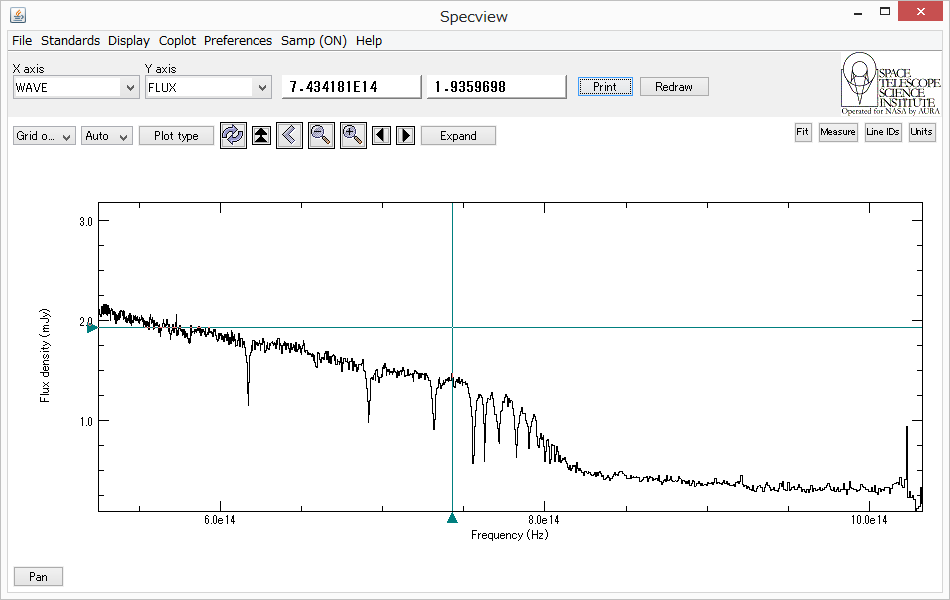 Specview
File Standards Display Coplot Preferences Samp (ON) Help
X axis Y axis
WAVE FLUX 7.434181E14 1.9359698 Print Redraw
SPACE
TELESCOPE
SCIENCE
INSTITUTE
Operated for NASA by AURA
Grid o... Auto Plot type Expand Fit Measure Line IDs Units
3.0
2.0
1.0
Flux density (mJy)
6.0e14 8.0e14 10.0e14
Frequency (Hz)
Pan